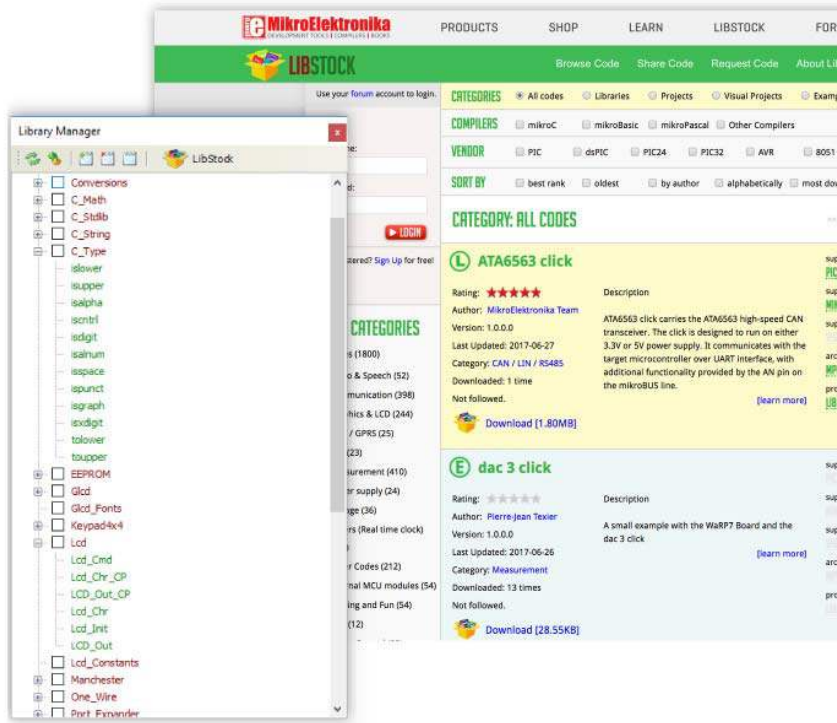 MikroElektronika
DEVELOPMENT TOOLS | COMPILERS | BOOKS
PRODUCTS SHOP LEARN LIBSTOCK FOR
LIBSTOCK
Browse Code Share Code Request Code About Lib
Use your forum account to login.
CATEGORIES All codes Libraries Projects Visual Projects Examp
COMPILERS mikroC mikroBasic mikroPascal Other Compilers
VENDOR PIC dsPIC PIC24 PIC32 AVR 8051
SORT BY best rank oldest by author alphabetically most dow
LOGIN
Sign Up for free!
CATEGORIES
(1800)
& Speech (52)
(398)
& LCD (244)
/ GPRS (25)
(23)
(410)
supply (24)
(36)
(Real time clock)
Codes (212)
MCU modules (54)
and Fun (54)
(12)
CATEGORY: ALL CODES
L ATA6563 click
Rating:
Author: MikroElektronika Team
Version: 1.0.0.0
Last Updated: 2017-06-27
Category: CAN / LIN / RS485
Downloaded: 1 time
Not followed.
Download [1.80MB]
Description
ATA6563 click carries the ATA6563 high-speed CAN
transceiver. The click is designed to run on either
3.3V or 5V power supply. It communicates with the
target microcontroller over UART interface, with
additional functionality provided by the AN pin on
the mikroBUS line.
[learn more]
E dac 3 click
Rating:
Author: Pierre-Jean Texier
Version: 1.0.0.0
Last Updated: 2017-06-26
Category: Measurement
Downloaded: 13 times
Not followed.
Download [28.55KB]
Description
A small example with the WaRP7 Board and the
dac 3 click
[learn more]
Library Manager
LibStock
Conversions
C_Math
C_Stdlib
C_String
C_Type
islower
isupper
isalpha
iscntrl
isdigit
isalnum
isspace
ispunct
isgraph
isxdigit
tolower
toupper
EEPROM
Glcd
Glcd_Fonts
Keypad4x4
Lcd
Lcd_Cmd
Lcd_Chr_CP
LCD_Out_CP
Lcd_Chr
Lcd_Init
LCD_Out
Lcd_Constants
Manchester
One_Wire
Port_Expander